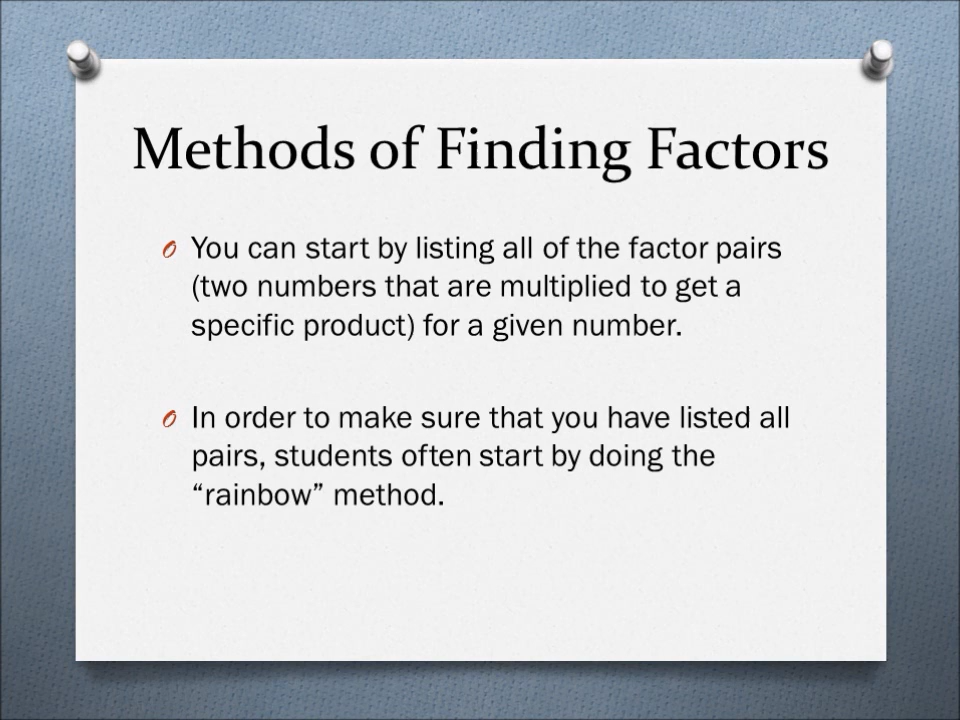 Methods of Finding Factors
You can start by listing all of the factor pairs
(two numbers that are multiplied to get a
specific product) for a given number.
In order to make sure that you have listed all
pairs, students often start by doing the
“rainbow” method.